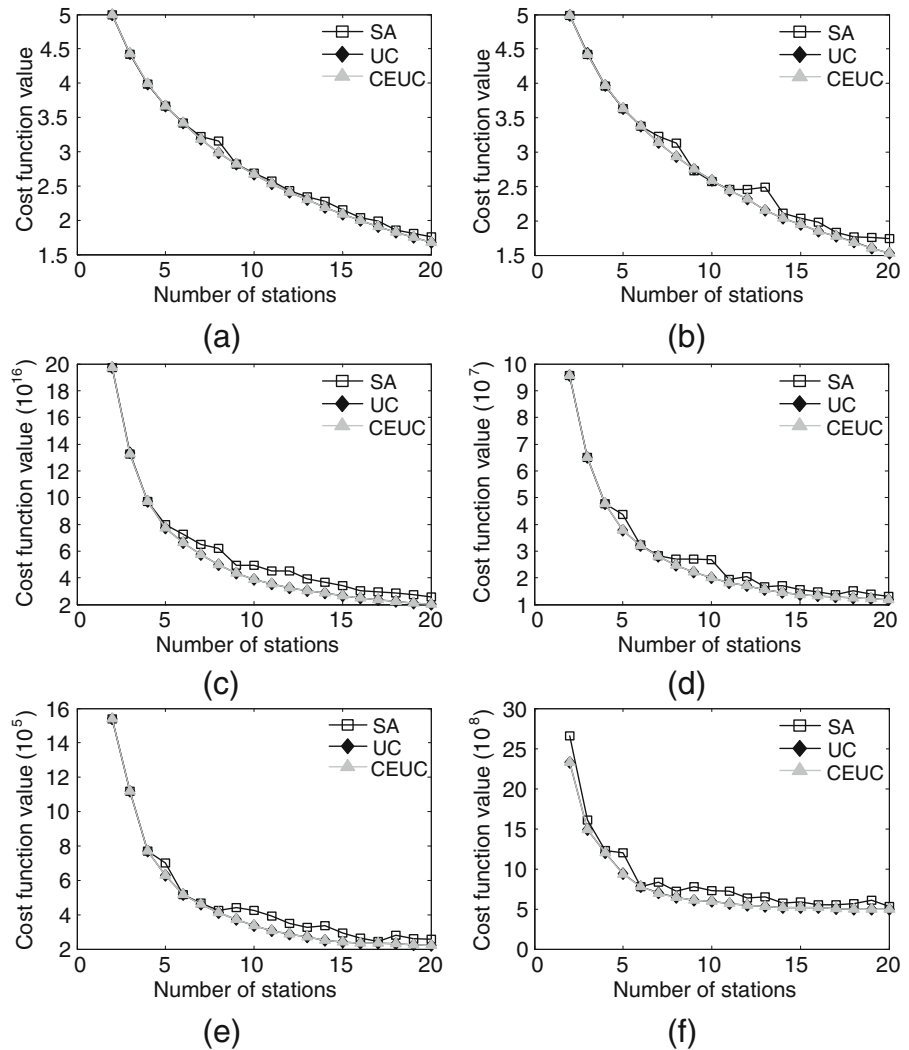 5
4.5
4
3.5
3
2.5
2
1.5
0 5 10 15 20
Cost function value
Number of stations
SA
UC
CEUC
(a)
5
4.5
4
3.5
3
2.5
2
1.5
0 5 10 15 20
Cost function value
Number of stations
SA
UC
CEUC
(b)
20
18
16
14
12
10
8
6
4
2
0 5 10 15 20
Cost function value (10^16)
Number of stations
SA
UC
CEUC
(c)
10
9
8
7
6
5
4
3
2
1
0 5 10 15 20
Cost function value (10^7)
Number of stations
SA
UC
CEUC
(d)
16
14
12
10
8
6
4
2
0 5 10 15 20
Cost function value (10^5)
Number of stations
SA
UC
CEUC
(e)
30
25
20
15
10
5
0
0 5 10 15 20
Cost function value (10^8)
Number of stations
SA
UC
CEUC
(f)